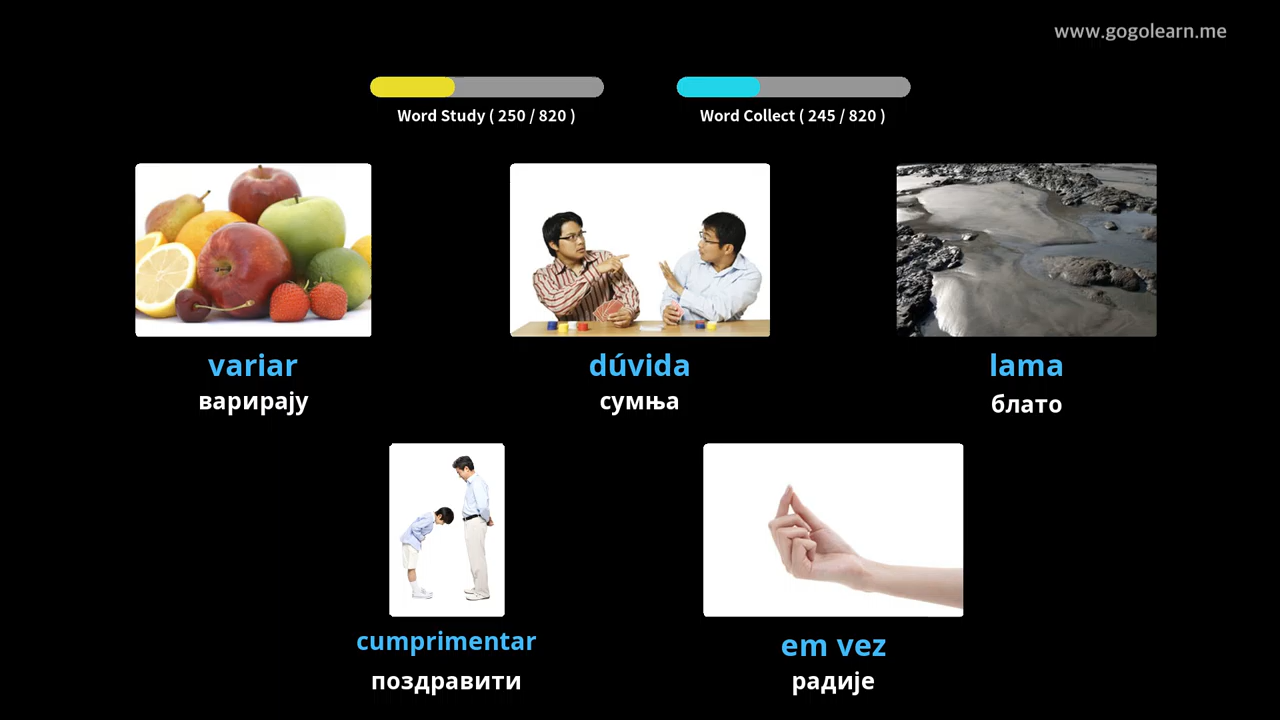 www.gogolearn.me
Word Study ( 250 / 820 )
Word Collect ( 245 / 820 )
variar
варирају
dúvida
сумња
lama
блато
cumprimentar
поздравити
em vez
радије